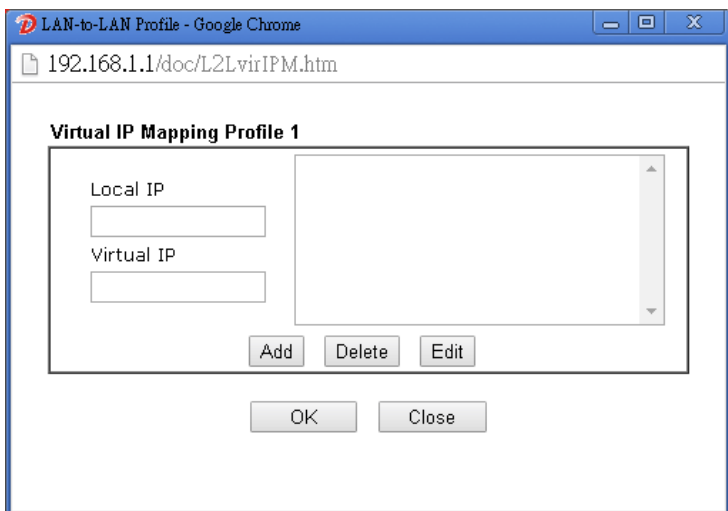 LAN-to-LAN Profile - Google Chrome
192.168.1.1/doc/L2LvirIPM.htm
Virtual IP Mapping Profile 1
Local IP
Virtual IP
Add Delete Edit
OK Close